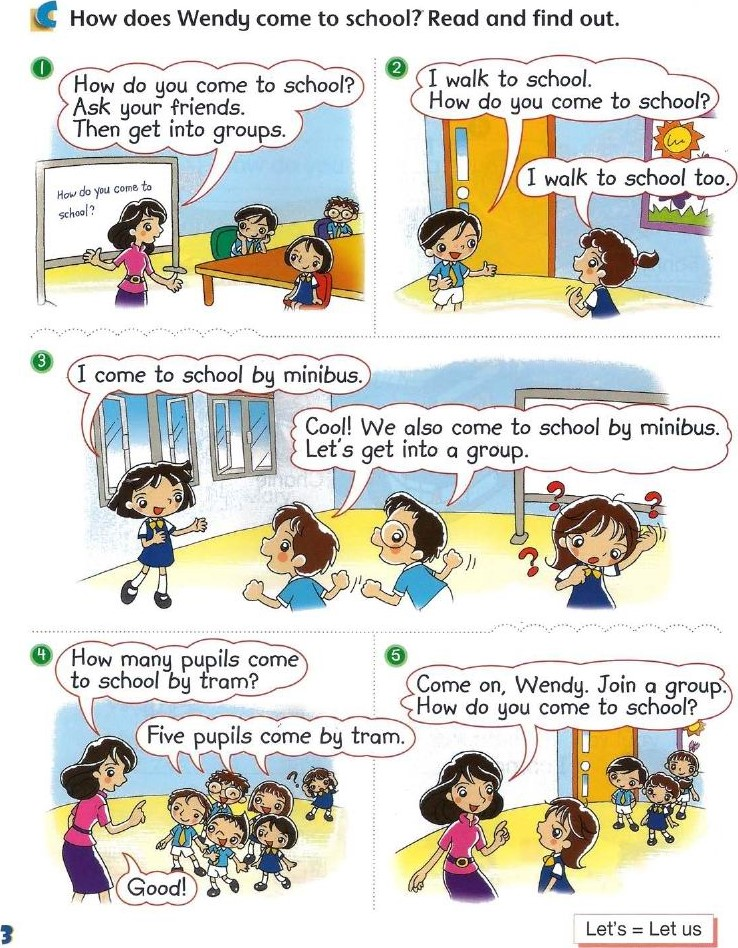 C How does Wendy come to school? Read and find out.
1
How do you come to school?
Ask your friends.
Then get into groups.
How do you come to
school?
2
I walk to school.
How do you come to school?
I walk to school too.
3
I come to school by minibus.
Cool! We also come to school by minibus.
Let's get into a group.
?
?
?
4
How many pupils come
to school by tram?
Five pupils come by tram.
?
Good!
5
Come on, Wendy. Join a group.
How do you come to school?
3
Let's = Let us